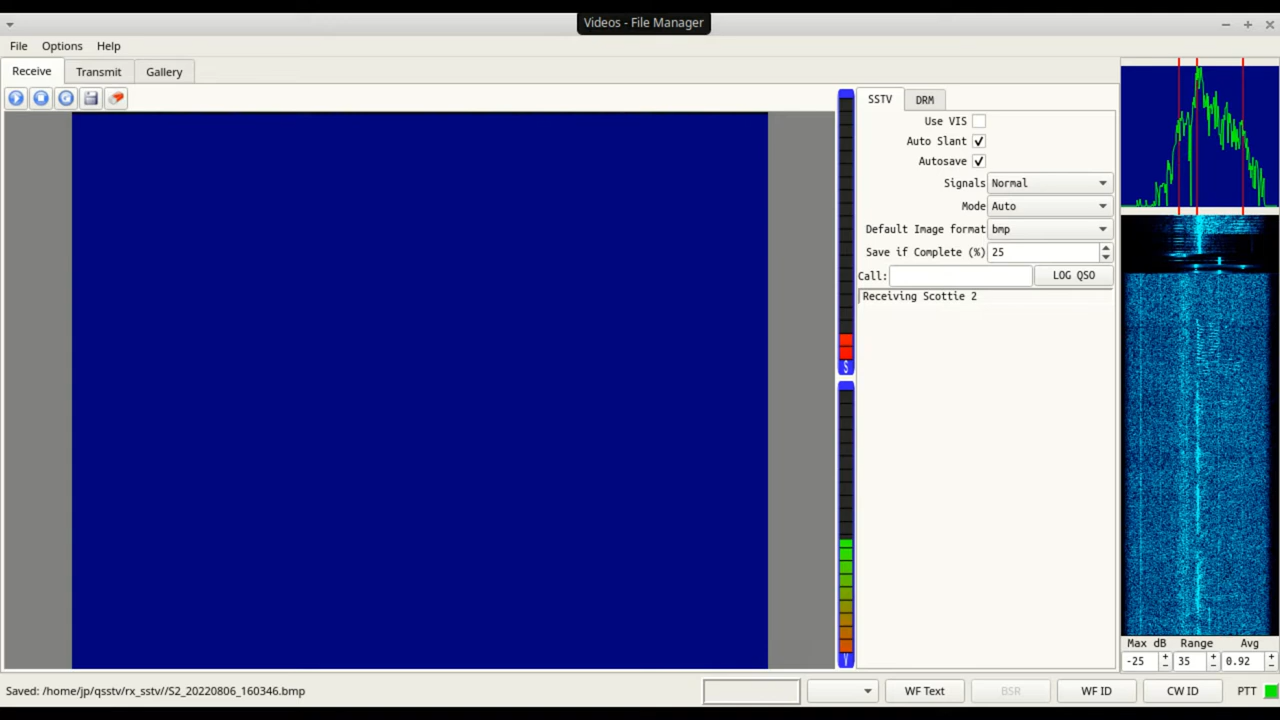 Videos - File Manager
File Options Help
Receive Transmit Gallery
SSTV DRM
Use VIS
Auto Slant
Autosave
Signals Normal
Mode Auto
Default Image format bmp
Save if Complete (%) 25
Call: LOG QSO
Receiving Scottie 2
S
V
Max dB Range Avg
-25 35 0.92
Saved: /home/jp/qsstv/rx_sstv//S2_20220806_160346.bmp
WF Text BSR WF ID CW ID PTT